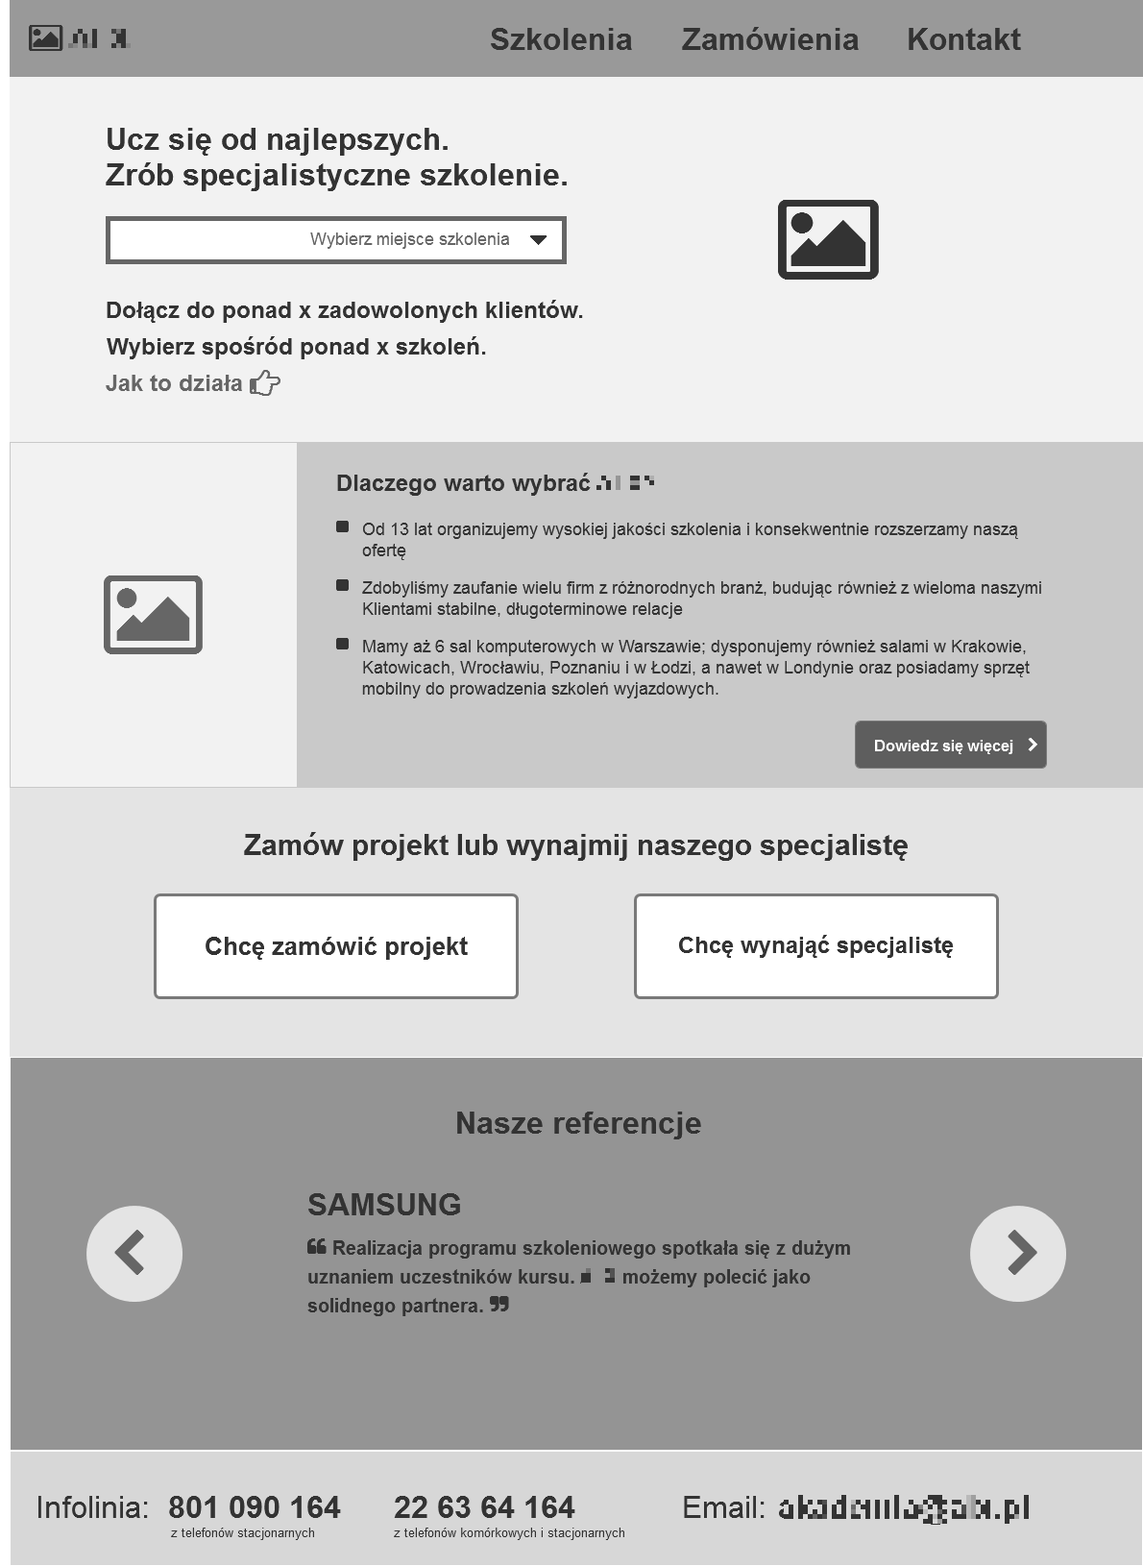 Szkolenia Zamówienia Kontakt
Ucz się od najlepszych.
Zrób specjalistyczne szkolenie.
Wybierz miejsce szkolenia
Dołącz do ponad x zadowolonych klientów.
Wybierz spośród ponad x szkoleń.
Jak to działa
Dlaczego warto wybrać
Od 13 lat organizujemy wysokiej jakości szkolenia i konsekwentnie rozszerzamy naszą
ofertę
Zdobyliśmy zaufanie wielu firm z różnorodnych branż, budując również z wieloma naszymi
Klientami stabilne, długoterminowe relacje
Mamy aż 6 sal komputerowych w Warszawie; dysponujemy również salami w Krakowie,
Katowicach, Wrocławiu, Poznaniu i w Łodzi, a nawet w Londynie oraz posiadamy sprzęt
mobilny do prowadzenia szkoleń wyjazdowych.
Dowiedz się więcej
Zamów projekt lub wynajmij naszego specjalistę
Chcę zamówić projekt
Chcę wynająć specjalistę
Nasze referencje
SAMSUNG
❝ Realizacja programu szkoleniowego spotkała się z dużym
uznaniem uczestników kursu. możemy polecić jako
solidnego partnera. ❞
Infolinia: 801 090 164 22 63 64 164 Email:
z telefonów stacjonarnych z telefonów komórkowych i stacjonarnych